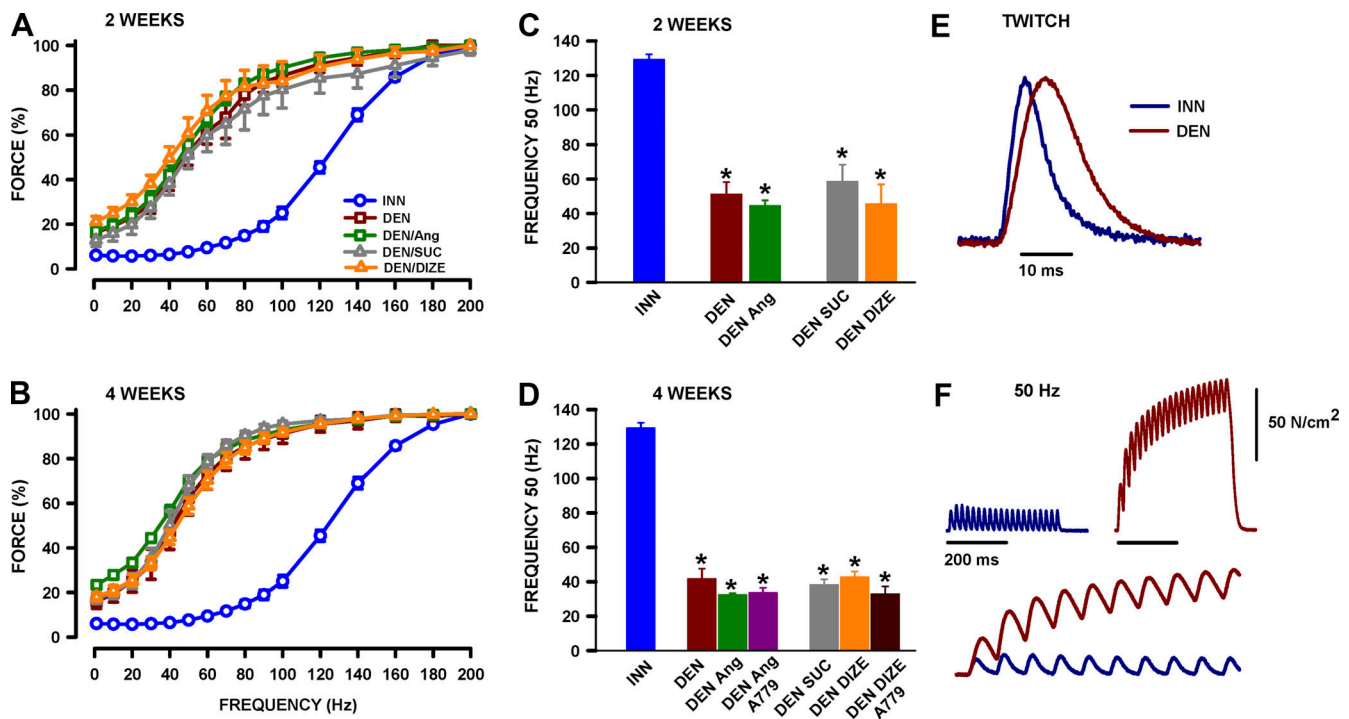 A
2 WEEKS
FORCE (%)
100
80
60
40
20
0
INN
DEN
DEN/Ang
DEN/SUC
DEN/DIZE
0 20 40 60 80 100 120 140 160 180 200
B
4 WEEKS
FORCE (%)
100
80
60
40
20
0
0 20 40 60 80 100 120 140 160 180 200
FREQUENCY (Hz)
C
2 WEEKS
FREQUENCY 50 (Hz)
140
120
100
80
60
40
20
0
* * * *
INN
DEN
DEN Ang
DEN SUC
DEN DIZE
D
4 WEEKS
FREQUENCY 50 (Hz)
140
120
100
80
60
40
20
0
* * * * * *
INN
DEN
DEN Ang
DEN Ang
A779
DEN SUC
DEN DIZE
DEN DIZE
A779
E
TWITCH
INN
DEN
10 ms
F
50 Hz
50 N/cm²
200 ms